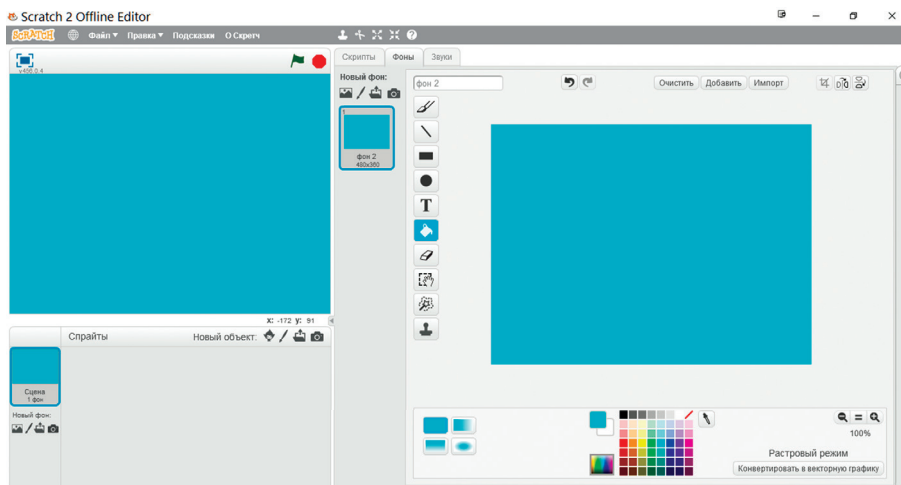 Scratch 2 Offline Editor
SCRATCH Файл Правка Подсказки О Скретч
v456.0.4
Скрипты Фоны Звуки
Новый фон:
фон 2
Очистить Добавить Импорт
1
фон 2
480x360
T
x: -172 y: 91
Спрайты Новый объект:
Сцена
1 фон
Новый фон:
100%
Растровый режим
Конвертировать в векторную графику